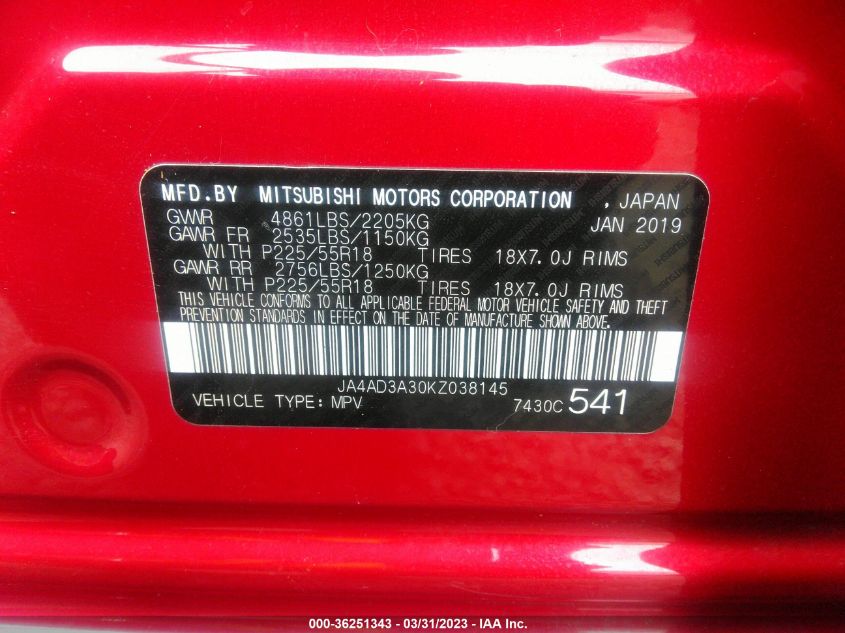 MFD.BY MITSUBISHI MOTORS CORPORATION , JAPAN
GWWR 4861LBS/2205KG JAN 2019
GAWR FR 2535LBS/1150KG
WITH P225/55R18 TIRES 18X7.0J RIMS
GAWR RR 2756LBS/1250KG
WITH P225/55R18 TIRES 18X7.0J RIMS
THIS VEHICLE CONFORMS TO ALL APPLICABLE FEDERAL MOTOR VEHICLE SAFETY AND THEFT
PREVENTION STANDARDS IN EFFECT ON THE DATE OF MANUFACTURE SHOWN ABOVE.
JA4AD3A30KZ038145
VEHICLE TYPE: MPV 7430C 541
000-36251343 - 03/31/2023 - IAA Inc.